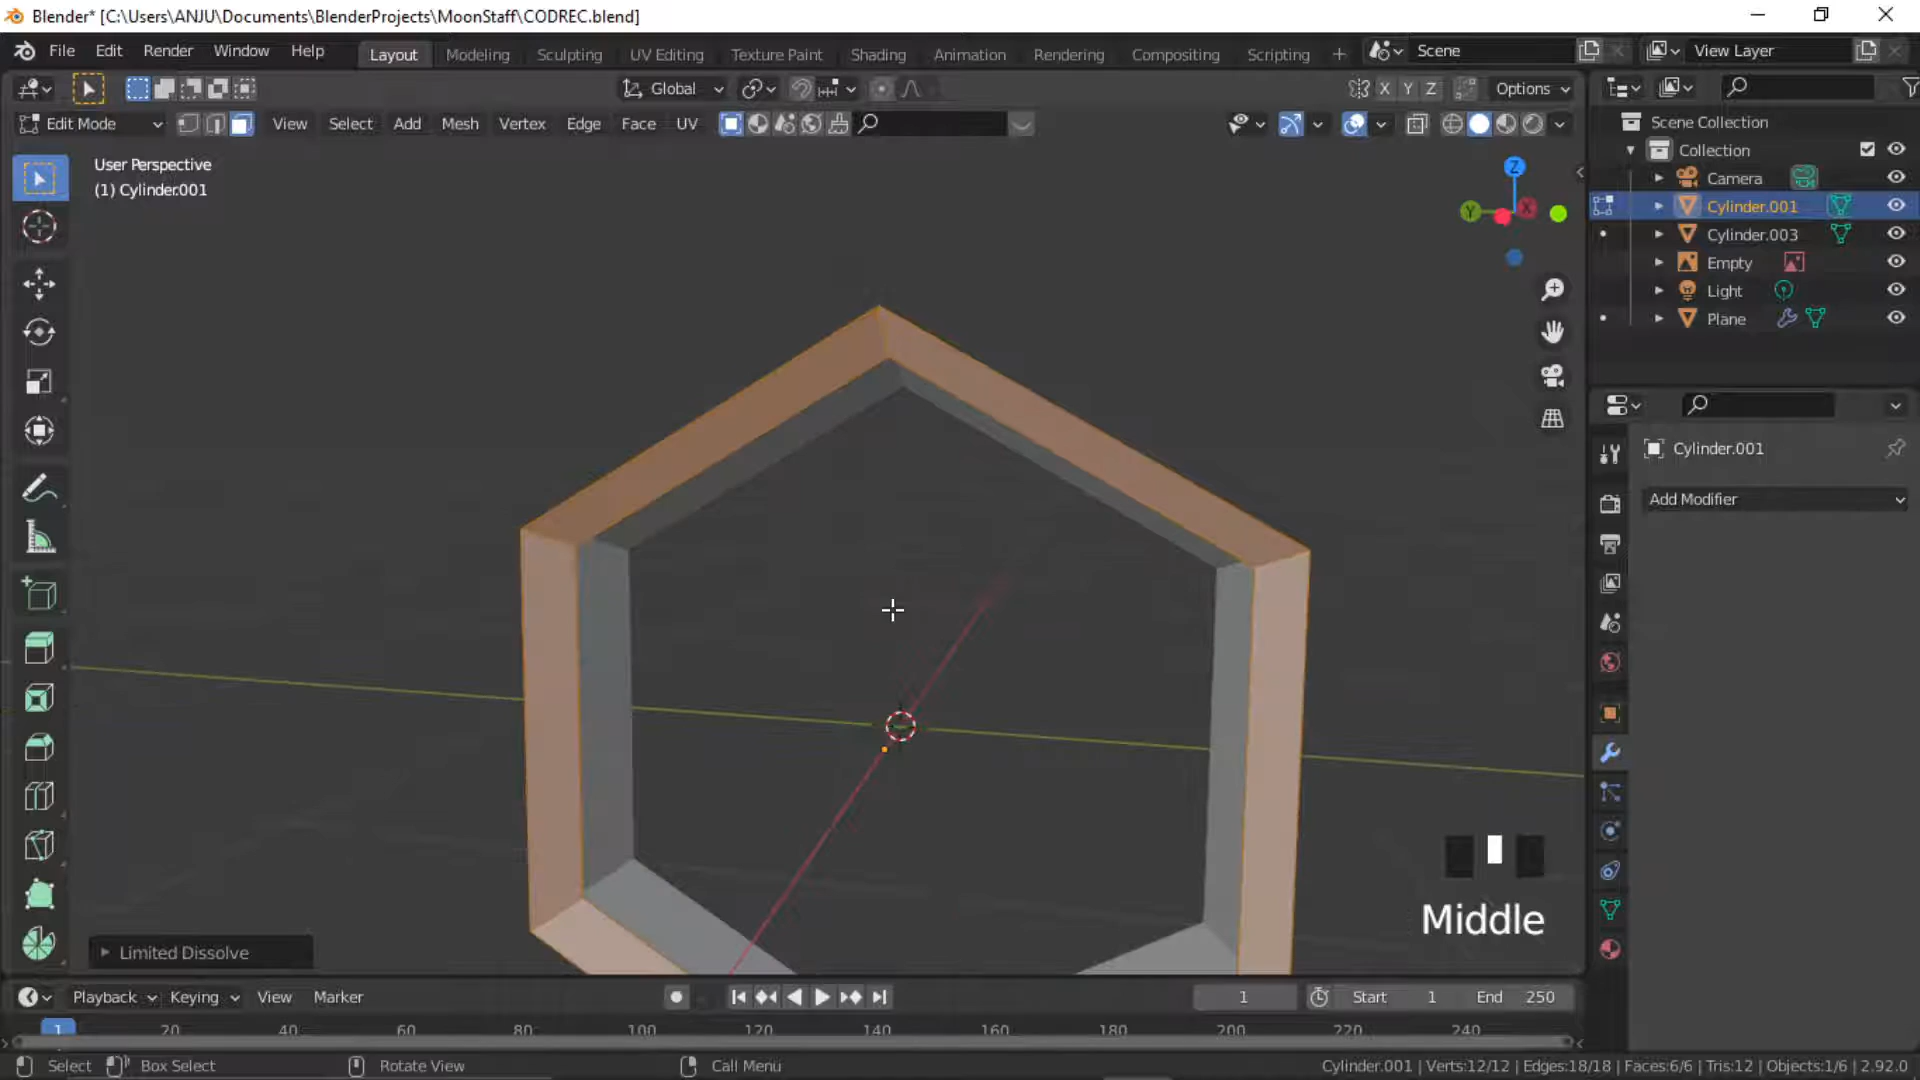 Blender* [C:\Users\ANJU\Documents\BlenderProjects\MoonStaff\CODREC.blend]
File Edit Render Window Help Layout Modeling Sculpting UV Editing Texture Paint Shading Animation Rendering Compositing Scripting + Scene View Layer
Global X Y Z Options
Edit Mode View Select Add Mesh Vertex Edge Face UV
User Perspective
(1) Cylinder.001
Z
Y X
Scene Collection
Collection
Camera
Cylinder.001
Cylinder.003
Empty
Light
Plane
Cylinder.001
Add Modifier
Middle
Limited Dissolve
Playback Keying View Marker 1 Start 1 End 250
1 20 40 60 80 100 120 140 160 180 200 220 240
Select Box Select Rotate View Call Menu Cylinder.001 | Verts:12/12 | Edges:18/18 | Faces:6/6 | Tris:12 | Objects:1/6 | 2.92.0